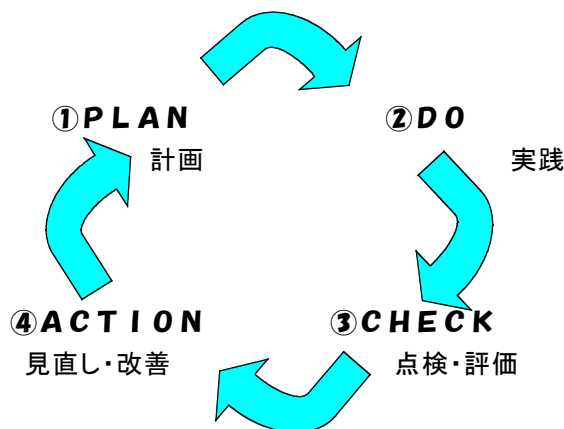 ①PLAN
計画
②DO
実践
③CHECK
点検・評価
④ACTION
見直し・改善